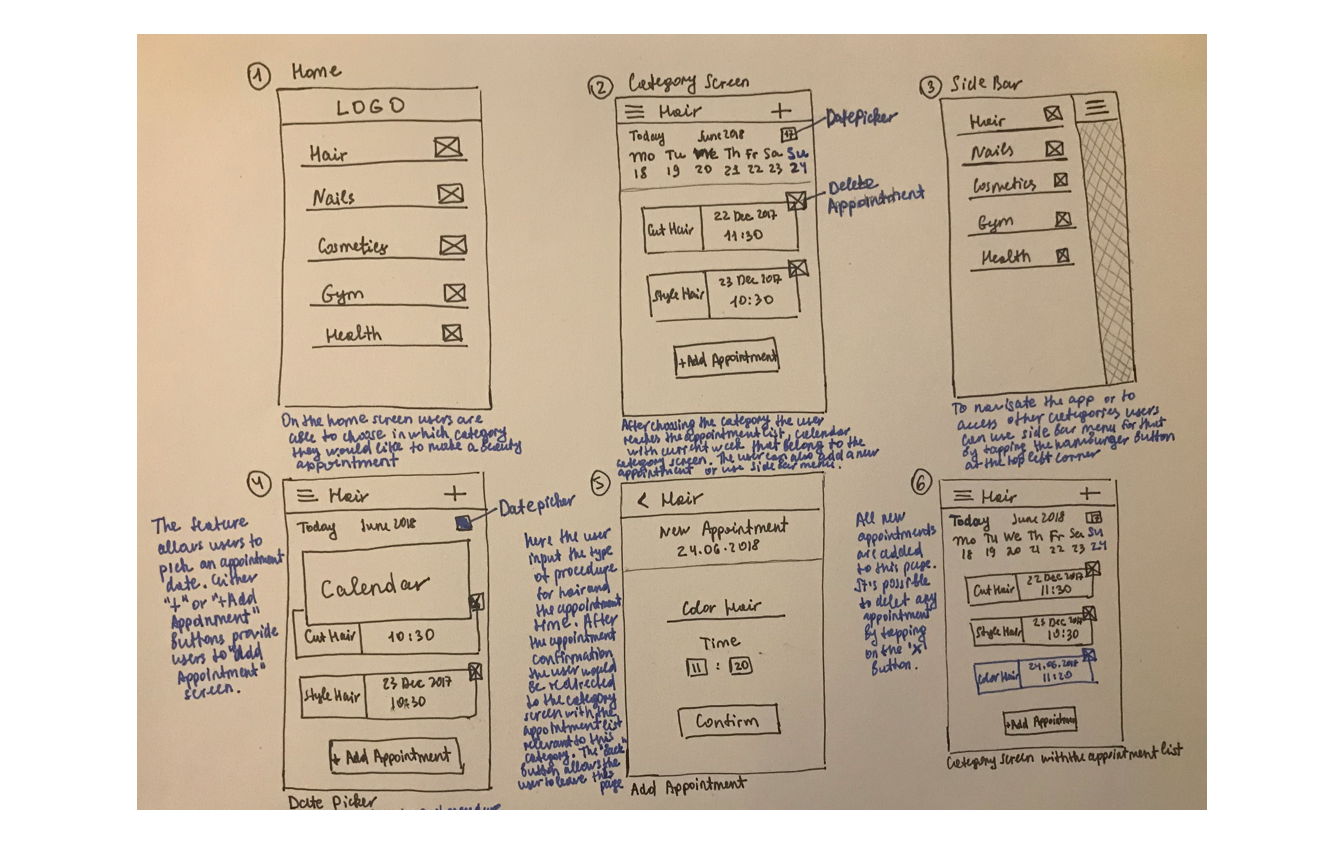 1 Home
LOGO
Hair
Nails
Cosmetics
Gym
Health
On the home screen users are
able to choose in which category
they would like to make a beauty
appointment
2 Category Screen
Hair +
Today June 2018 17
Mo Tu We Th Fr Sa Su
18 19 20 21 22 23 24
Datepicker
Delete
Appointment
Cut Hair 22 Dec 2017
11:30
Style Hair 23 Dec 2017
10:30
+Add Appointment
After choosing the category the user
reaches the appointment list, calendar
with current week that belong to the
category screen. The user can also add a new
appointment or use side bar menu.
3 Side Bar
Hair
Nails
Cosmetics
Gym
Health
To navigate the app or to
access other categories users
can use side bar menu for that
by tapping the hamburger button
at the top left corner
4
Hair +
Today June 2018
Datepicker
Calendar
Cut Hair 10:30
Style Hair 23 Dec 2017
10:30
+ Add Appointment
Date Picker
The feature
allows users to
pick an appointment
date. Either
"+" or "+Add
Appoinment"
Buttons provide
users to "add
Appointment"
screen.
5
< Hair
New Appointment
24.06.2018
Color Hair
Time
11 : 20
Confirm
Add Appointment
here the user
input the type
of procedure
for hair and
the appointment
time. After
the appointment
confirmation
the user would
be redirected
to the category
screen with the
appointment list
relevant to this
category. The "Back"
button allows the
user to leave this
page
6
Hair +
Today June 2018 17
Mo Tu We Th Fr Sa Su
18 19 20 21 22 23 24
Cut Hair 22 Dec 2017
11:30
Style Hair 23 Dec 2017
10:30
Color Hair 24.06.2018
11:20
+Add Appointment
Category screen with the appointment list
All new
appointments
are added
to this page.
It's possible
to delet any
appointment
by tapping
on the "X"
button.